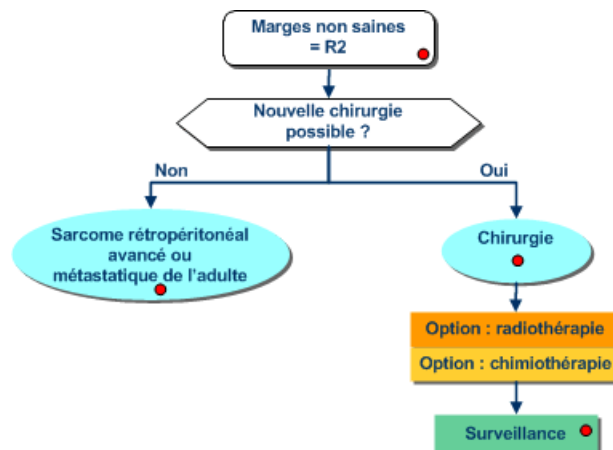 Marges non saines
= R2
Nouvelle chirurgie
possible ?
Non
Oui
Sarcome rétropéritonéal
avancé ou
métastatique de l'adulte
Chirurgie
Option : radiothérapie
Option : chimiothérapie
Surveillance